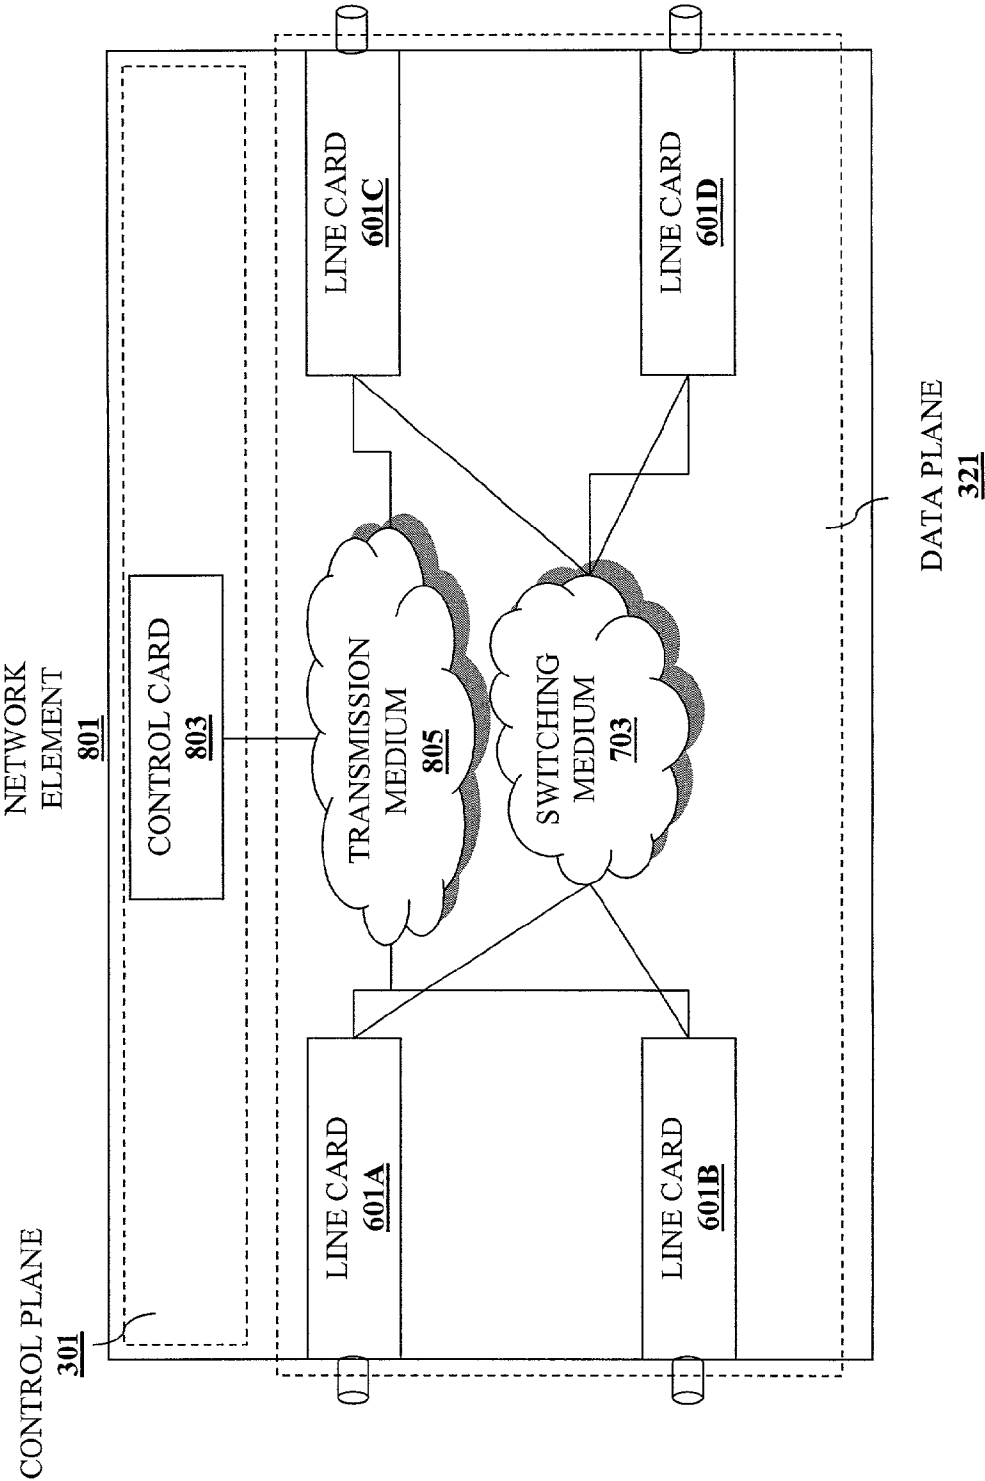 NETWORK
ELEMENT
801
CONTROL PLANE
301
CONTROL CARD
803
LINE CARD
601A
TRANSMISSION
MEDIUM
805
LINE CARD
601C
LINE CARD
601B
SWITCHING
MEDIUM
703
LINE CARD
601D
DATA PLANE
321